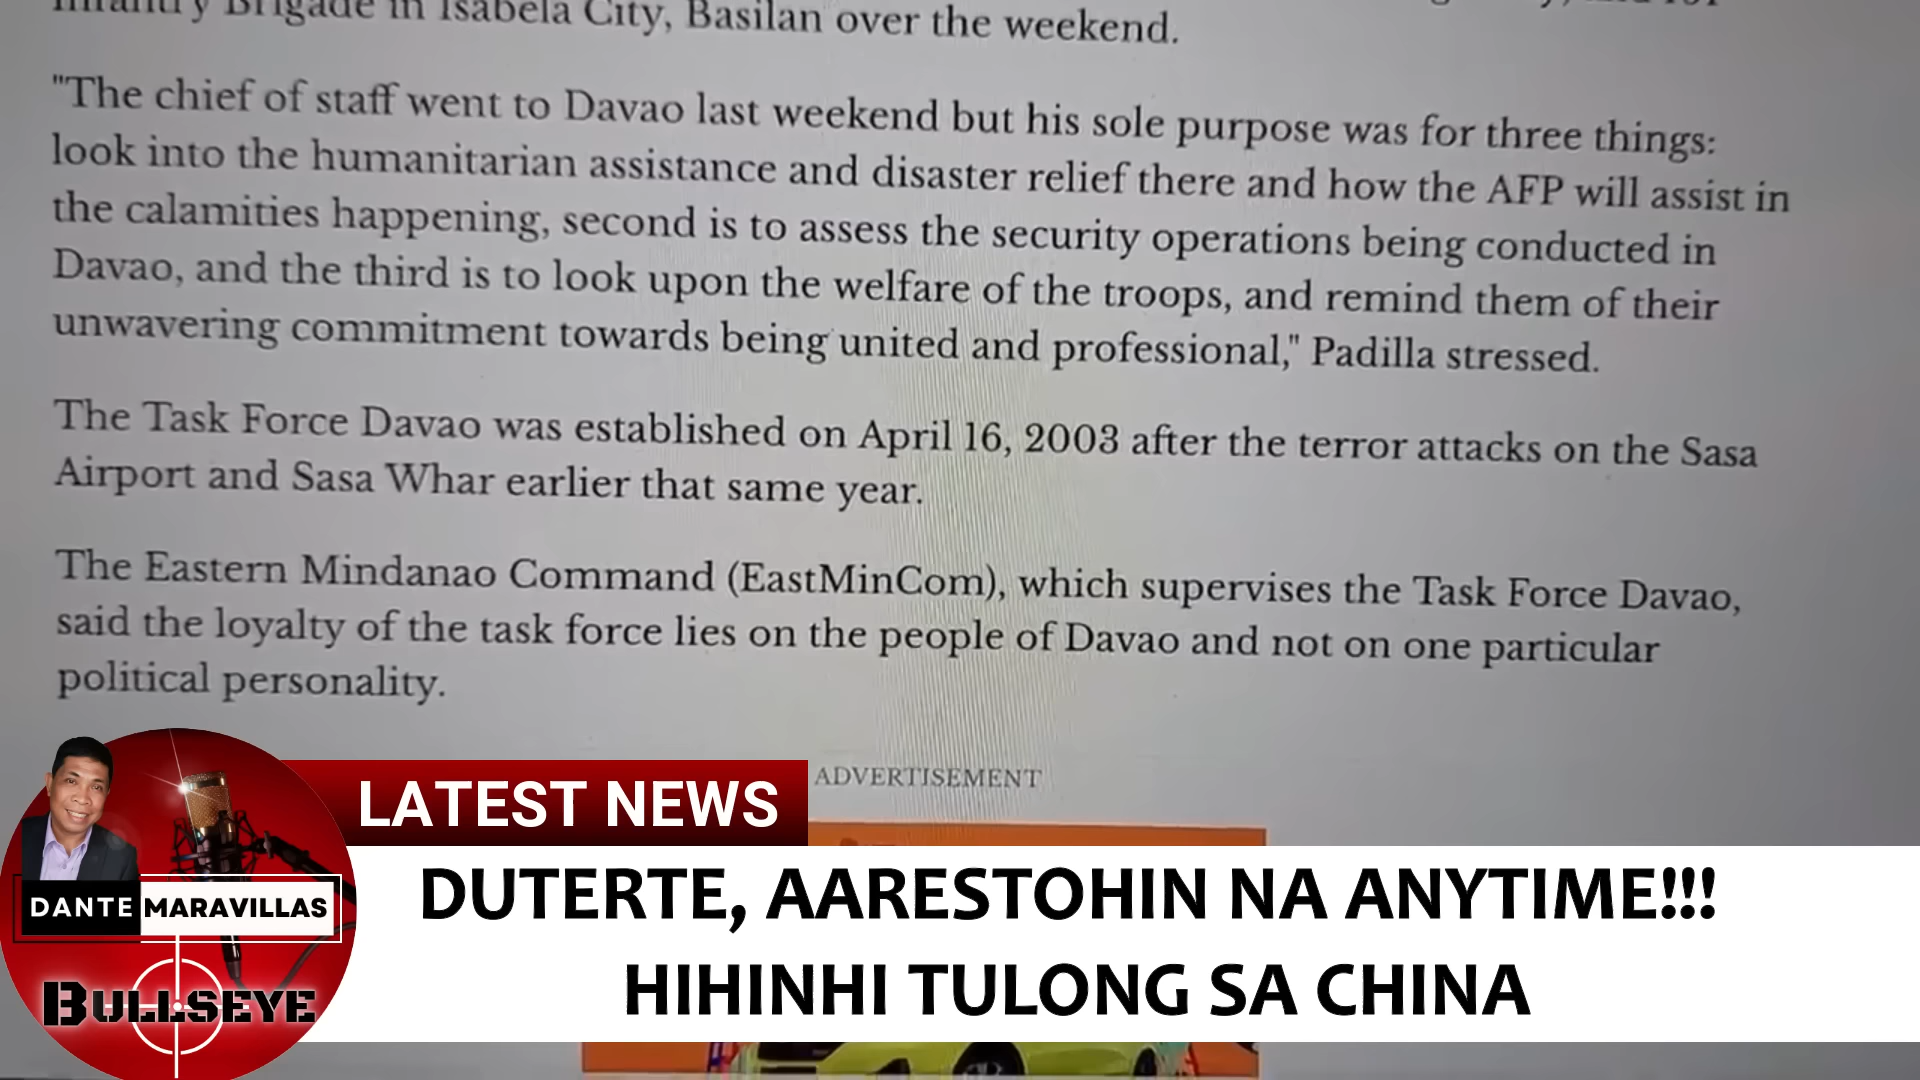 Infantry Brigade in Isabela City, Basilan over the weekend.
"The chief of staff went to Davao last weekend but his sole purpose was for three things:
look into the humanitarian assistance and disaster relief there and how the AFP will assist in
the calamities happening, second is to assess the security operations being conducted in
Davao, and the third is to look upon the welfare of the troops, and remind them of their
unwavering commitment towards being united and professional," Padilla stressed.
The Task Force Davao was established on April 16, 2003 after the terror attacks on the Sasa
Airport and Sasa Whar earlier that same year.
The Eastern Mindanao Command (EastMinCom), which supervises the Task Force Davao,
said the loyalty of the task force lies on the people of Davao and not on one particular
political personality.
ADVERTISEMENT
LATEST NEWS
DUTERTE, AARESTOHIN NA ANYTIME!!!
HIHINHI TULONG SA CHINA
DANTE MARAVILLAS
BULLSEYE